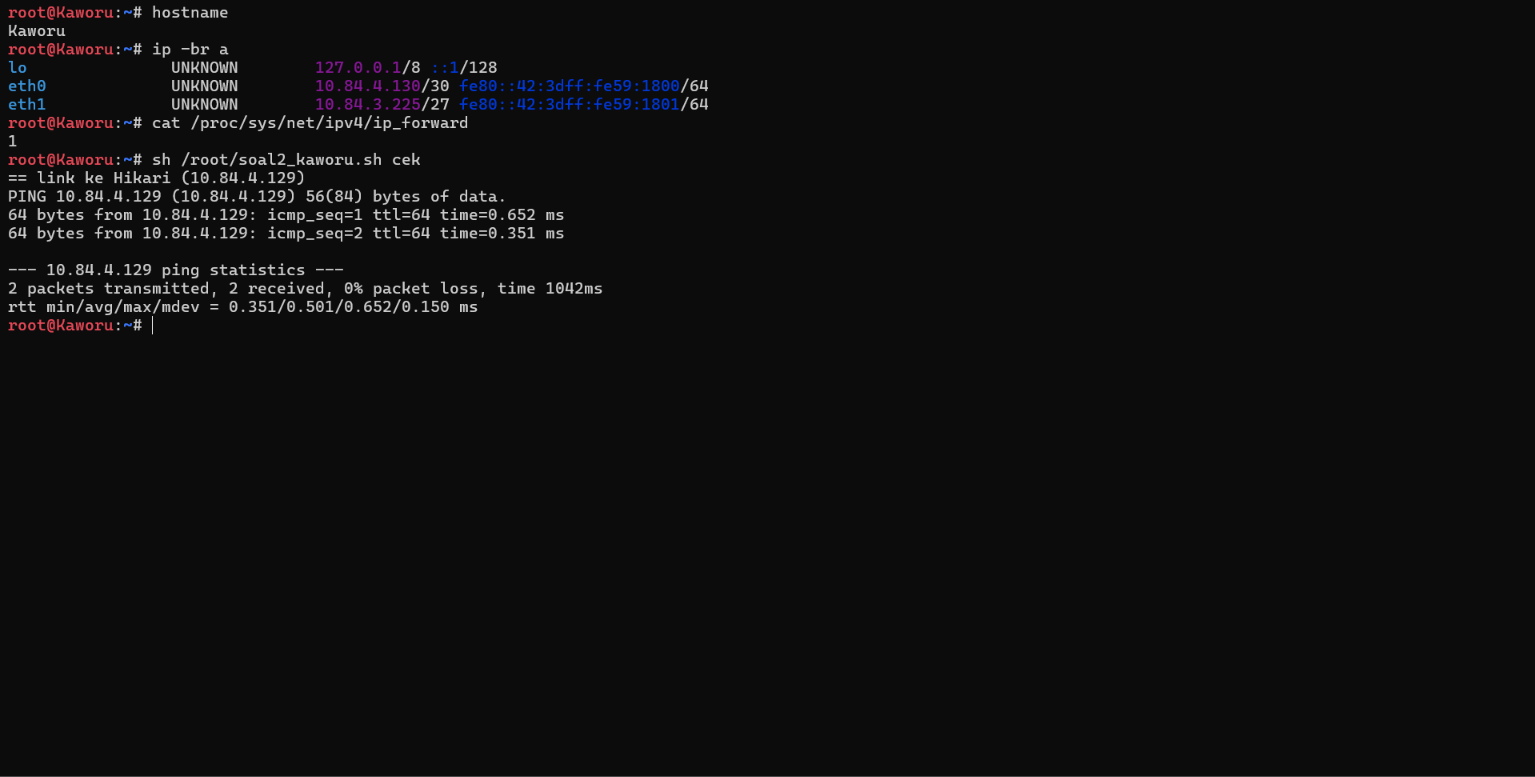 root@Kaworu:~# hostname
Kaworu
root@Kaworu:~# ip -br a
lo               UNKNOWN        127.0.0.1/8 ::1/128
eth0             UNKNOWN        10.84.4.130/30 fe80::42:3dff:fe59:1800/64
eth1             UNKNOWN        10.84.3.225/27 fe80::42:3dff:fe59:1801/64
root@Kaworu:~# cat /proc/sys/net/ipv4/ip_forward
1
root@Kaworu:~# sh /root/soal2_kaworu.sh cek
== link ke Hikari (10.84.4.129)
PING 10.84.4.129 (10.84.4.129) 56(84) bytes of data.
64 bytes from 10.84.4.129: icmp_seq=1 ttl=64 time=0.652 ms
64 bytes from 10.84.4.129: icmp_seq=2 ttl=64 time=0.351 ms

--- 10.84.4.129 ping statistics ---
2 packets transmitted, 2 received, 0% packet loss, time 1042ms
rtt min/avg/max/mdev = 0.351/0.501/0.652/0.150 ms
root@Kaworu:~#